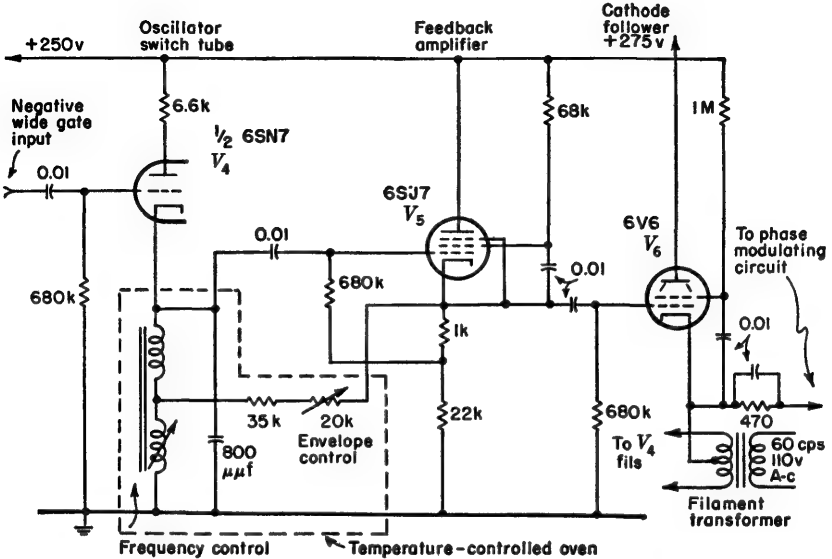 Cathode
follower
+275v
Oscillator
switch tube
Feedback
amplifier
+250v
6.6k
68k
1M
Negative
wide gate
input
½ 6SN7
V4
0.01
6SJ7
V5
6V6
V6
To phase
modulating
circuit
0.01
680k
0.01
0.01
680k
1k
35k
20k
Envelope
control
22k
680k
800
μμf
470
To V4
fils
60 cps
110v
A-c
Filament
transformer
Frequency control
Temperature-controlled oven